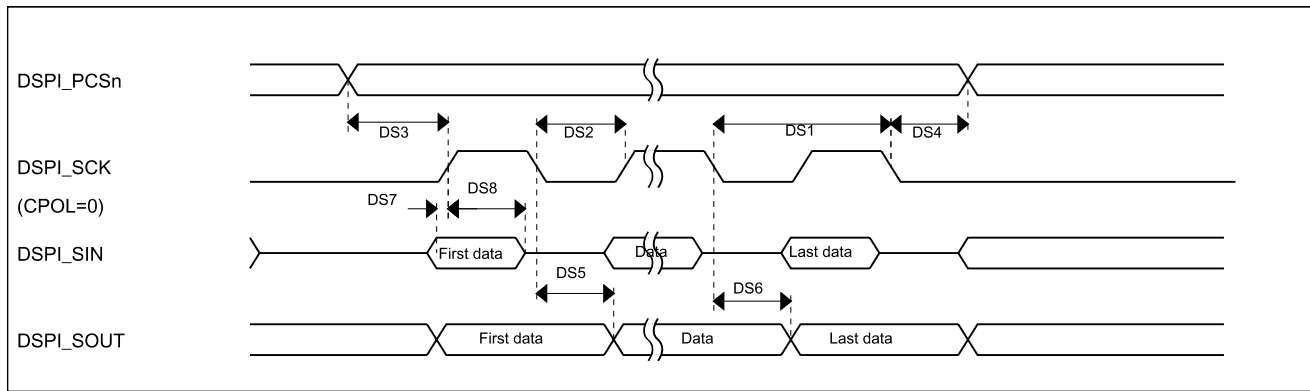 DSPI_PCSn
DS3
DS2
DS1
DS4
DSPI_SCK
(CPOL=0)
DS7
DS8
DSPI_SIN
First data
Data
Last data
DS5
DS6
DSPI_SOUT
First data
Data
Last data